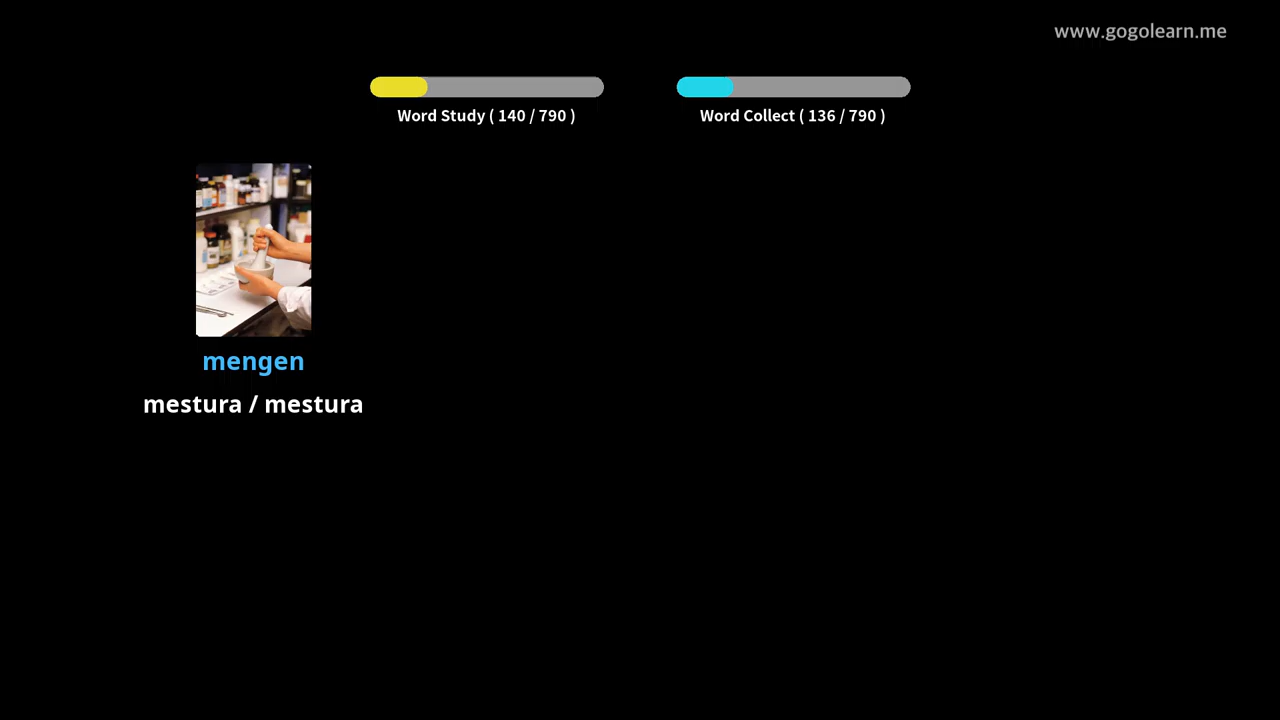 www.gogolearn.me
Word Study ( 140 / 790 )
Word Collect ( 136 / 790 )
mengen
mestura / mestura